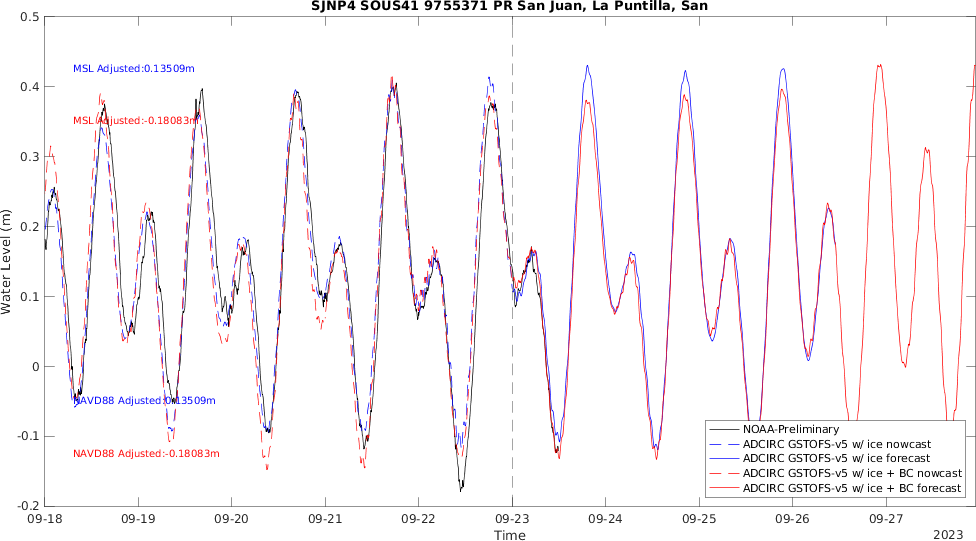 SJNP4 SOUS41 9755371 PR San Juan, La Puntilla, San
0.5
0.4
0.3
0.2
0.1
0
-0.1
-0.2
Water Level (m)
MSL Adjusted:0.13509m
MSL Adjusted:-0.18083m
NAVD88 Adjusted:0.13509m
NAVD88 Adjusted:-0.18083m
NOAA-Preliminary
ADCIRC GSTOFS-v5 w/ ice nowcast
ADCIRC GSTOFS-v5 w/ ice forecast
ADCIRC GSTOFS-v5 w/ ice + BC nowcast
ADCIRC GSTOFS-v5 w/ ice + BC forecast
09-18 09-19 09-20 09-21 09-22 09-23 09-24 09-25 09-26 09-27
Time
2023